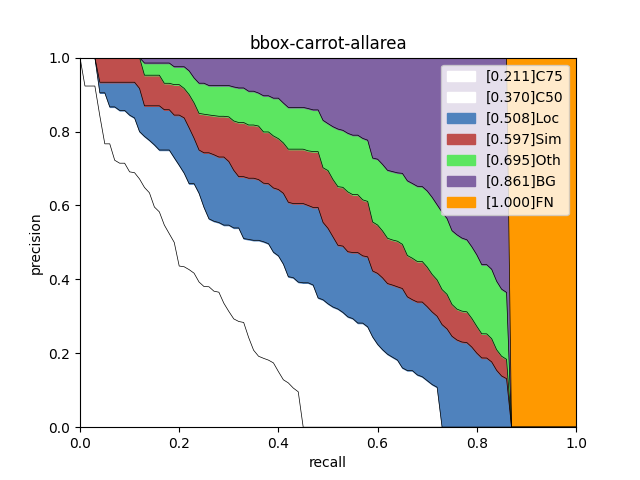 bbox-carrot-allarea
precision
1.0
0.8
0.6
0.4
0.2
0.0
[0.211]C75
[0.370]C50
[0.508]Loc
[0.597]Sim
[0.695]Oth
[0.861]BG
[1.000]FN
0.0 0.2 0.4 0.6 0.8 1.0
recall